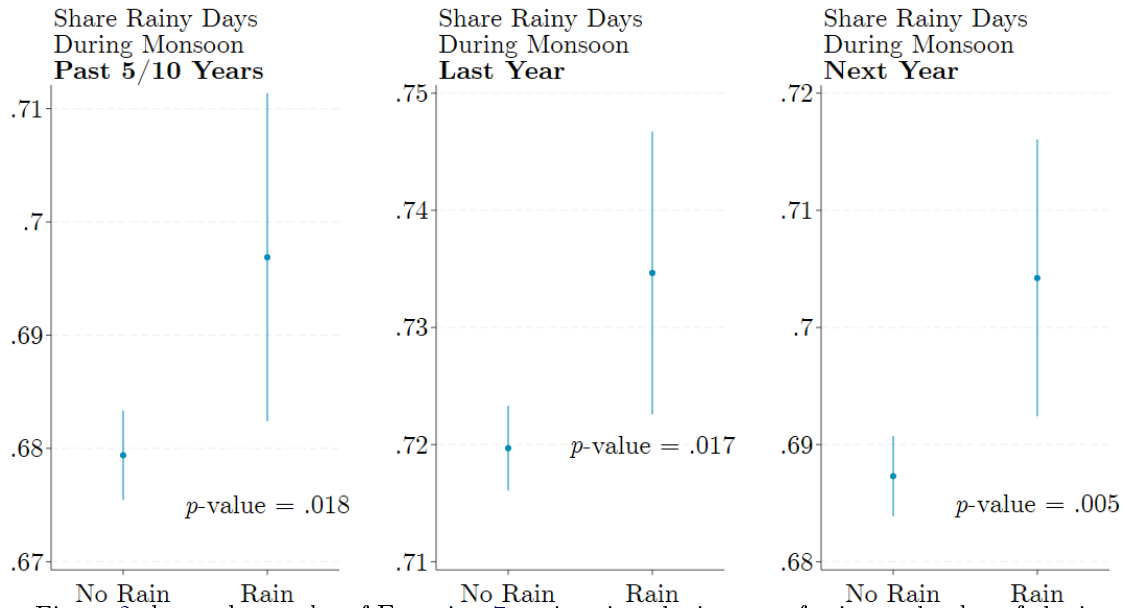 Share Rainy Days
During Monsoon
Past 5/10 Years
.71
.7
.69
.68
.67
p-value = .018
No Rain
Rain
Share Rainy Days
During Monsoon
Last Year
.75
.74
.73
.72
.71
p-value = .017
No Rain
Rain
Share Rainy Days
During Monsoon
Next Year
.72
.71
.7
.69
.68
p-value = .005
No Rain
Rain